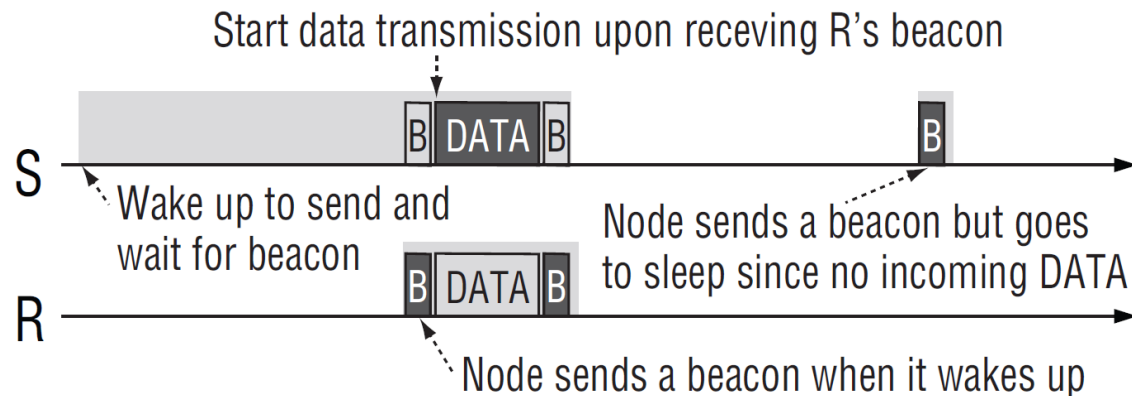 Start data transmission upon receving R's beacon
B DATA B B
S
Wake up to send and
wait for beacon
Node sends a beacon but goes
to sleep since no incoming DATA
B DATA B
R
Node sends a beacon when it wakes up